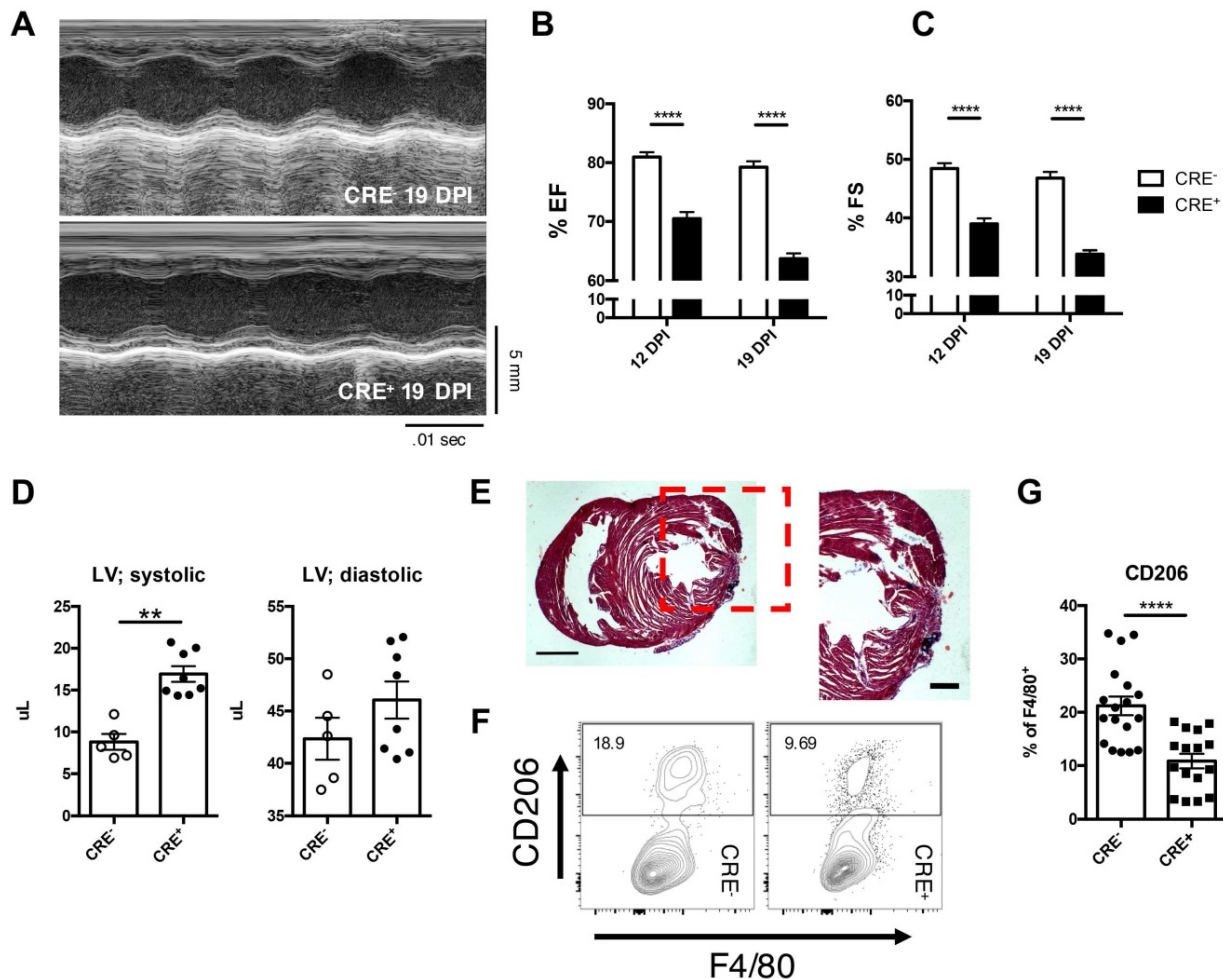 A
CRE- 19 DPI
CRE+ 19 DPI
5 mm
.01 sec
B
% EF
90
80
70
60
10
0
****
****
12 DPI
19 DPI
C
% FS
60
50
40
30
10
0
****
****
12 DPI
19 DPI
CRE-
CRE+
D
LV; systolic
uL
25
20
15
10
5
0
**
CRE-
CRE+
LV; diastolic
uL
55
50
45
40
35
CRE-
CRE+
E
F
CD206
18.9
CRE-
9.69
CRE+
F4/80
G
CD206
% of F4/80+
40
30
20
10
0
****
CRE-
CRE+